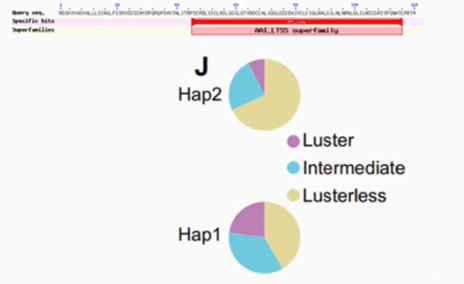 Query seq.
Specific hits
Superfamilies
AAI_LTSS superfamily
J
Hap2
Luster
Intermediate
Lusterless
Hap1